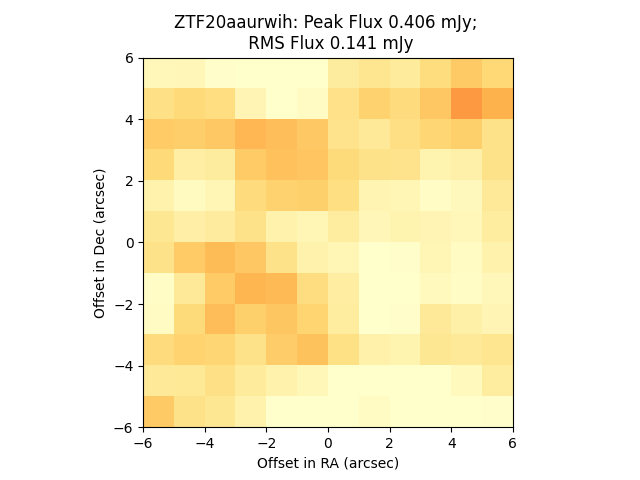 ZTF20aaurwih: Peak Flux 0.406 mJy;
RMS Flux 0.141 mJy
6
4
2
0
−2
−4
−6
Offset in Dec (arcsec)
−6 −4 −2 0 2 4 6
Offset in RA (arcsec)